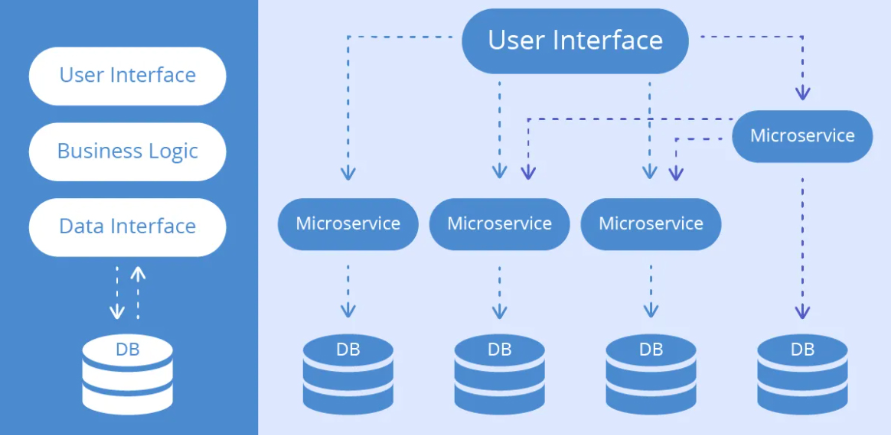 User Interface
Business Logic
Data Interface
DB
User Interface
Microservice
Microservice
Microservice
Microservice
DB
DB
DB
DB